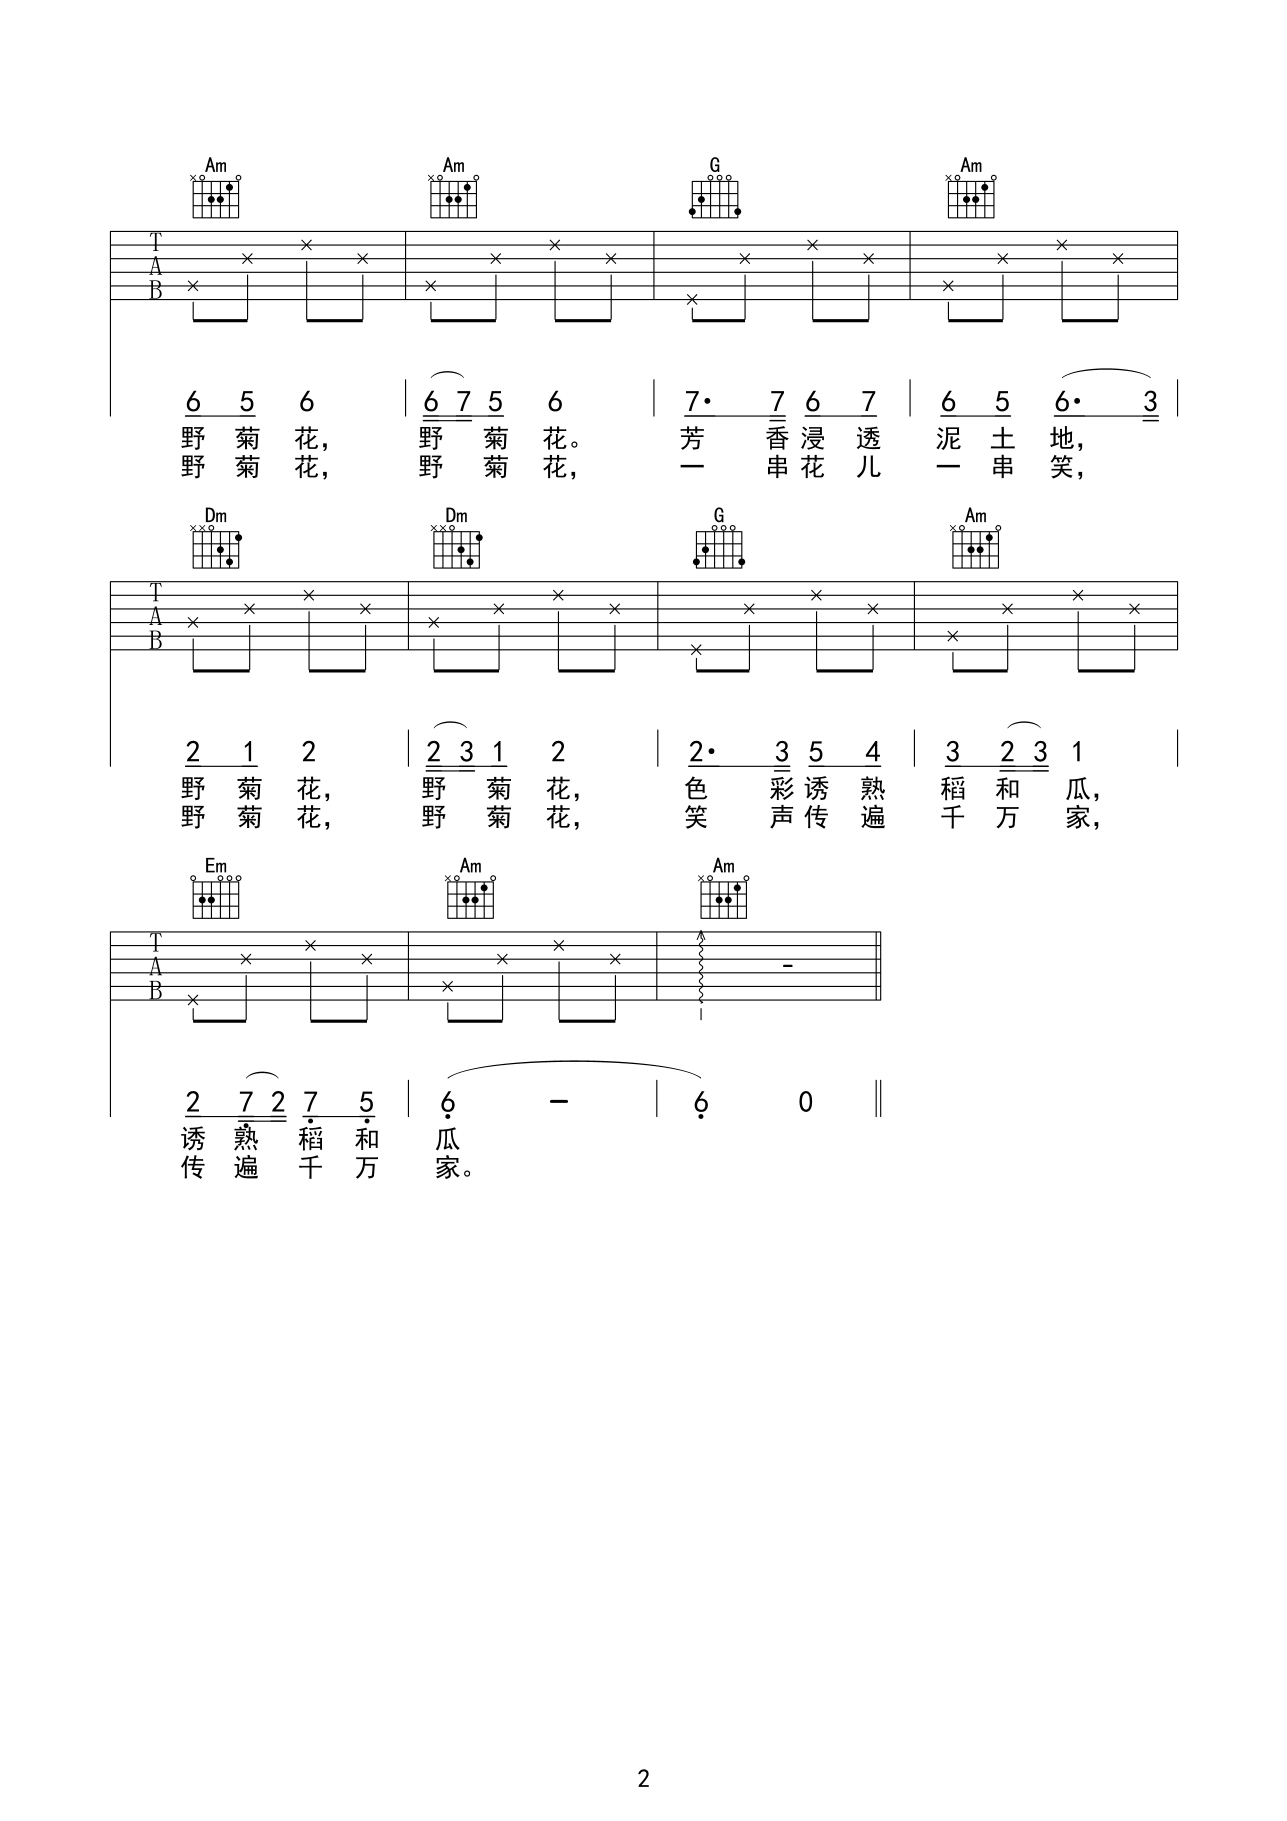 Am Am G Am
T
A
B
6 5 6 6 7 5 6 7· 7 6 7 6 5 6· 3
野 菊 花， 野 菊 花。 芳 香 浸 透 泥 土 地，
野 菊 花， 野 菊 花， 一 串 花 儿 一 串 笑，
Dm Dm G Am
T
A
B
2 1 2 2 3 1 2 2· 3 5 4 3 2 3 1
野 菊 花， 野 菊 花， 色 彩 诱 熟 稻 和 瓜，
野 菊 花， 野 菊 花， 笑 声 传 遍 千 万 家，
Em Am Am
T
A
B
2 7 2 7 5 6 - 6 0
诱 熟 稻 和 瓜
传 遍 千 万 家。
2